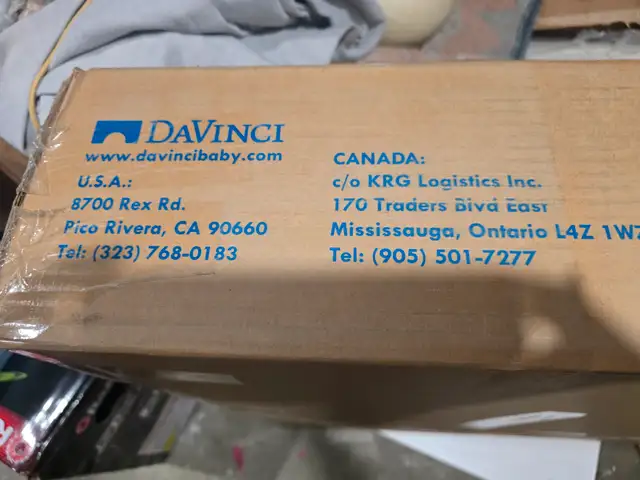 DAVINCI
www.davincibaby.com
U.S.A.:
8700 Rex Rd.
Pico Rivera, CA 90660
Tel: (323) 768-0183
CANADA:
c/o KRG Logistics Inc.
170 Traders Blvd East
Mississauga, Ontario L4Z 1W7
Tel: (905) 501-7277